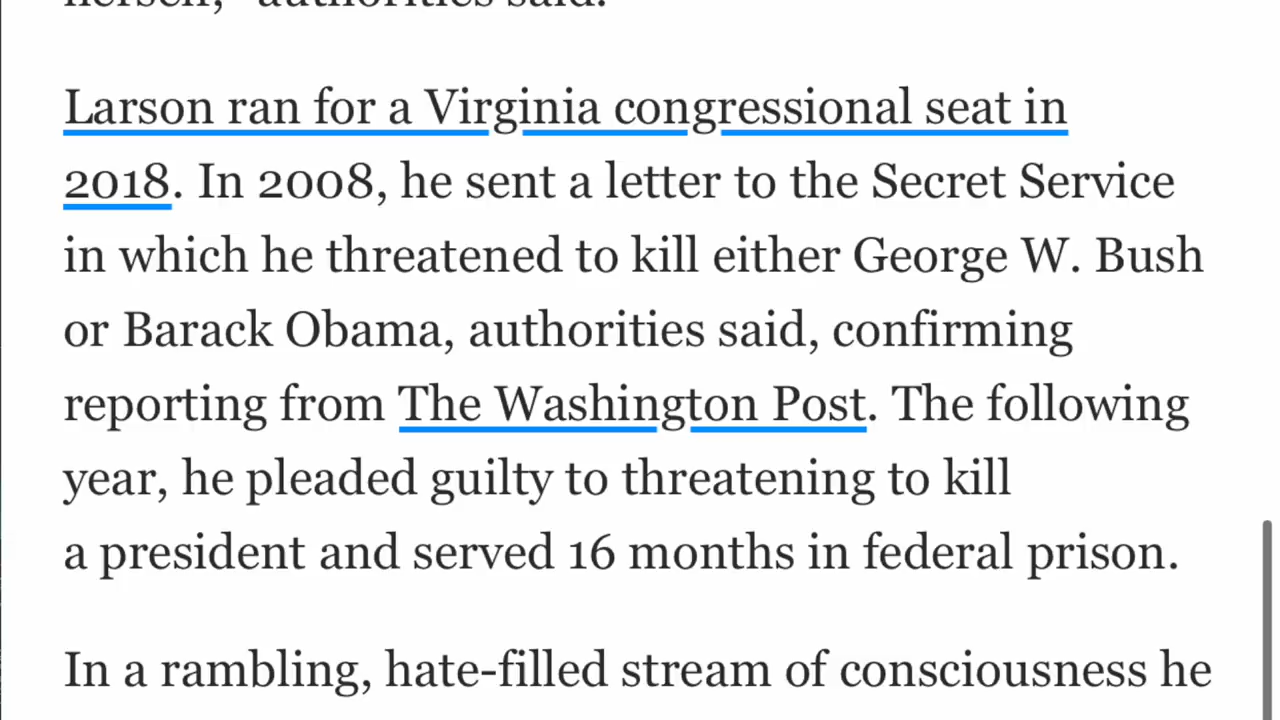 herself," authorities said.
Larson ran for a Virginia congressional seat in
2018. In 2008, he sent a letter to the Secret Service
in which he threatened to kill either George W. Bush
or Barack Obama, authorities said, confirming
reporting from The Washington Post. The following
year, he pleaded guilty to threatening to kill
a president and served 16 months in federal prison.
In a rambling, hate-filled stream of consciousness he